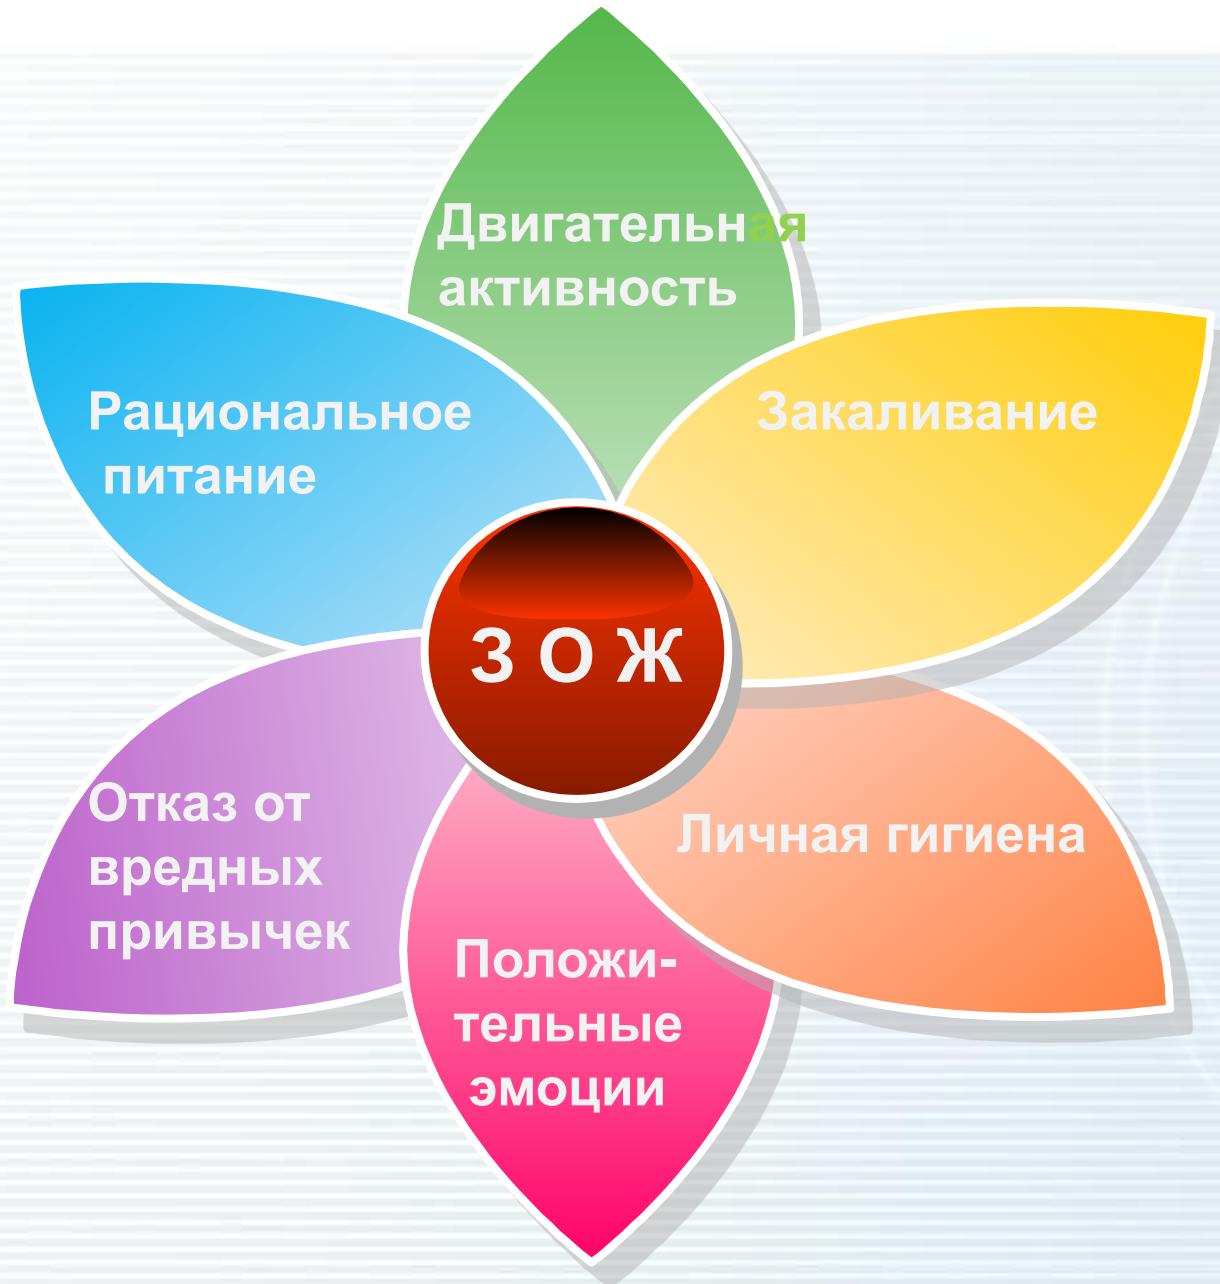 Двигательная
активность
Рациональное
питание
Закаливание
З О Ж
Отказ от
вредных
привычек
Личная гигиена
Положи-
тельные
эмоции